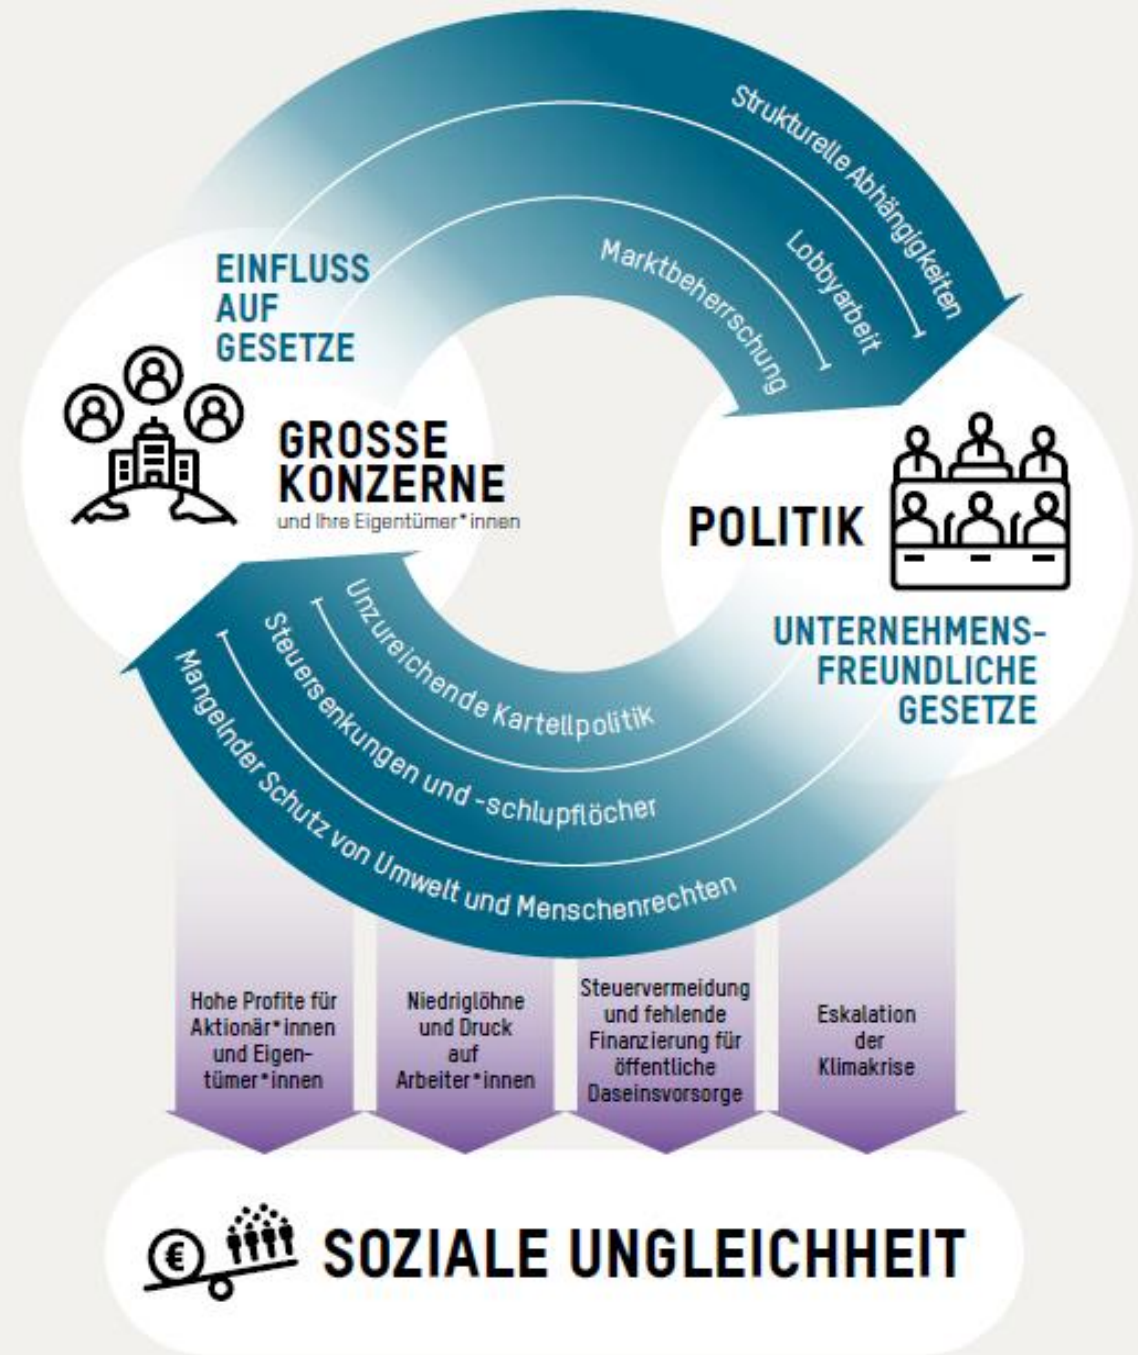 Strukturelle Abhängigkeiten
Lobbyarbeit
Marktbeherrschung
EINFLUSS
AUF
GESETZE
GROSSE
KONZERNE
und Ihre Eigentümer*innen
POLITIK
UNTERNEHMENS-
FREUNDLICHE
GESETZE
Unzureichende Kartellpolitik
Steuersenkungen und -schlupflöcher
Mangelnder Schutz von Umwelt und Menschenrechten
Hohe Profite für
Aktionär*innen
und Eigen-
tümer*innen
Niedriglöhne
und Druck
auf
Arbeiter*innen
Steuervermeidung
und fehlende
Finanzierung für
öffentliche
Daseinsvorsorge
Eskalation
der
Klimakrise
€
SOZIALE UNGLEICHHEIT